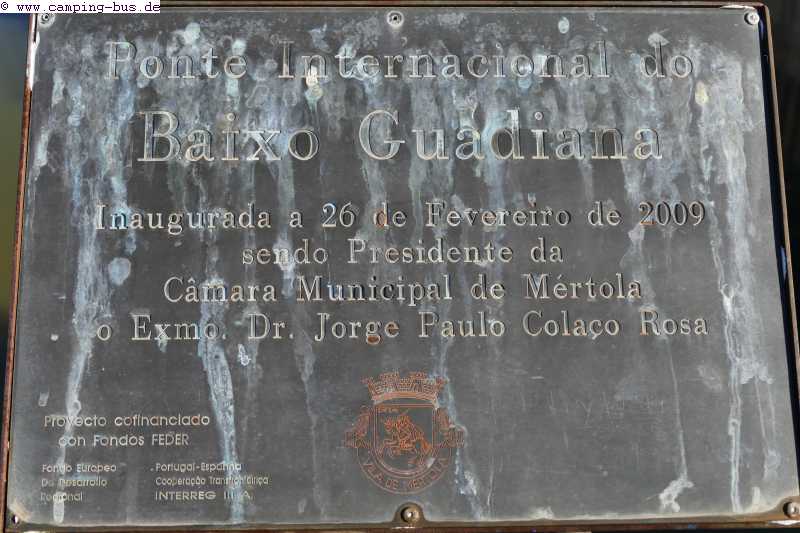 © www.camping-bus.de
Ponte Internacional do
Baixo Guadiana
Inaugurada a 26 de Fevereiro de 2009
sendo Presidente da
Câmara Municipal de Mértola
o Exmo. Dr. Jorge Paulo Colaço Rosa
Proyecto cofinanciado
con Fondos FEDER
Fondo Europeo
De Desarrollo
Regional
Portugal-Espanha
Cooperação Transfronteiriça
INTERREG III A
VILA DE MÉRTOLA